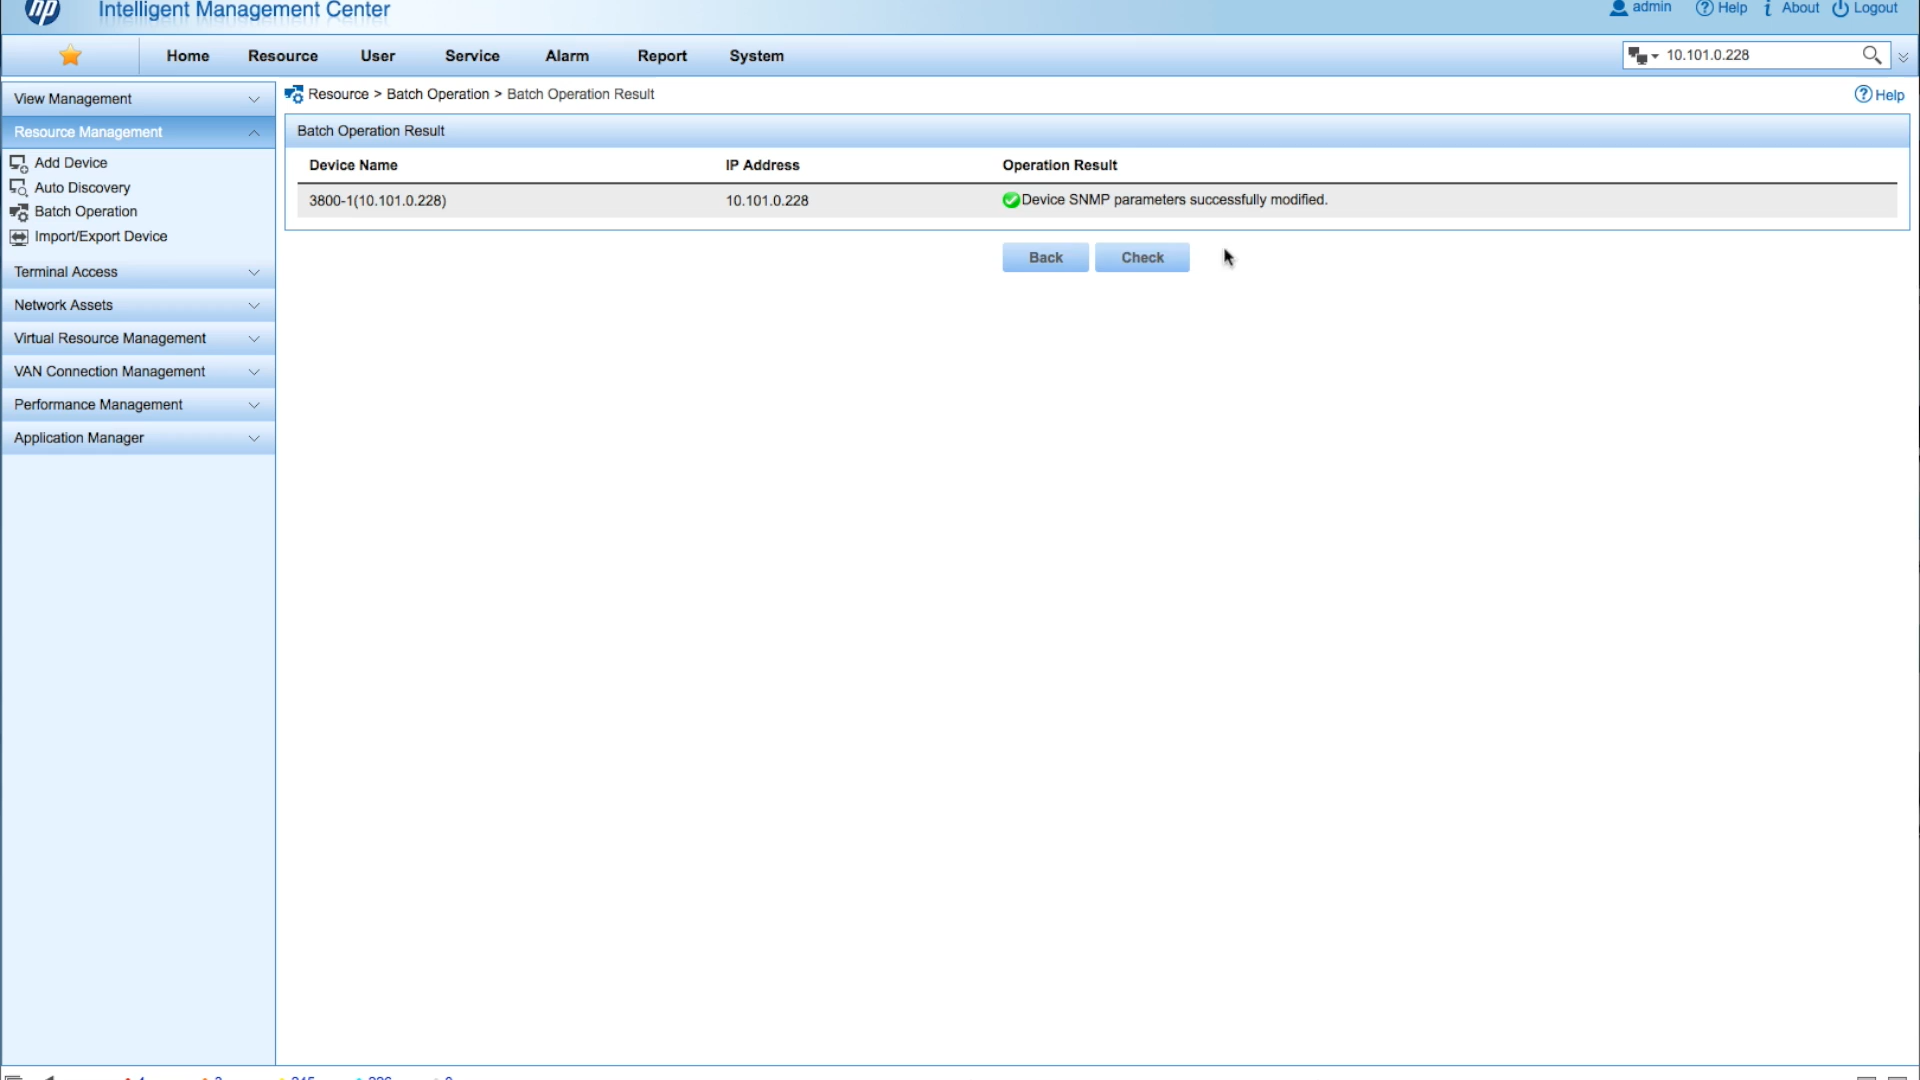 hp Intelligent Management Center
admin Help About Logout
Home Resource User Service Alarm Report System 10.101.0.228
View Management
Resource Management
Add Device
Auto Discovery
Batch Operation
Import/Export Device
Terminal Access
Network Assets
Virtual Resource Management
VAN Connection Management
Performance Management
Application Manager
Resource > Batch Operation > Batch Operation Result Help
Batch Operation Result
Device Name IP Address Operation Result
3800-1(10.101.0.228) 10.101.0.228 Device SNMP parameters successfully modified.
Back Check